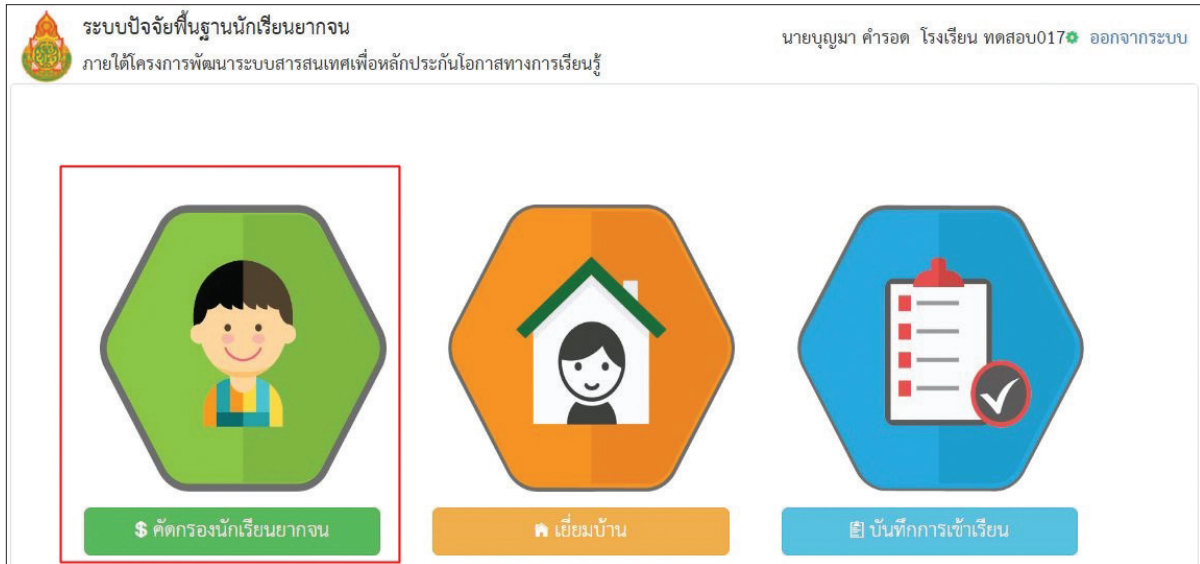 ระบบปัจจัยพื้นฐานนักเรียนยากจน
นายบุญมา คำรอด โรงเรียน ทดสอบ017 ออกจากระบบ
ภายใต้โครงการพัฒนาระบบสารสนเทศเพื่อหลักประกันโอกาสทางการเรียนรู้
$ คัดกรองนักเรียนยากจน
เยี่ยมบ้าน
บันทึกการเข้าเรียน